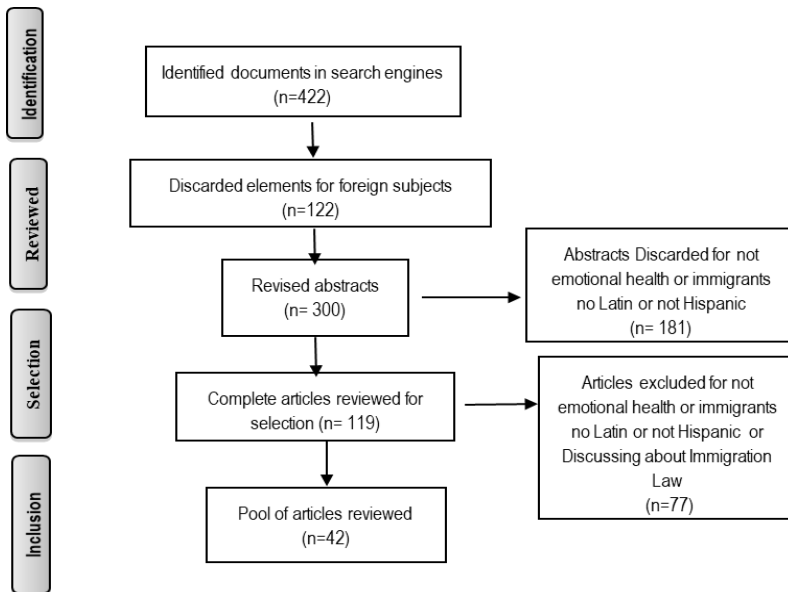 Identification
Identified documents in search engines
(n=422)
Reviewed
Discarded elements for foreign subjects
(n=122)
Revised abstracts
(n= 300)
Abstracts Discarded for not
emotional health or immigrants
no Latin or not Hispanic
(n= 181)
Selection
Complete articles reviewed for
selection (n= 119)
Articles excluded for not
emotional health or immigrants
no Latin or not Hispanic or
Discussing about Immigration
Law
(n=77)
Inclusion
Pool of articles reviewed
(n=42)